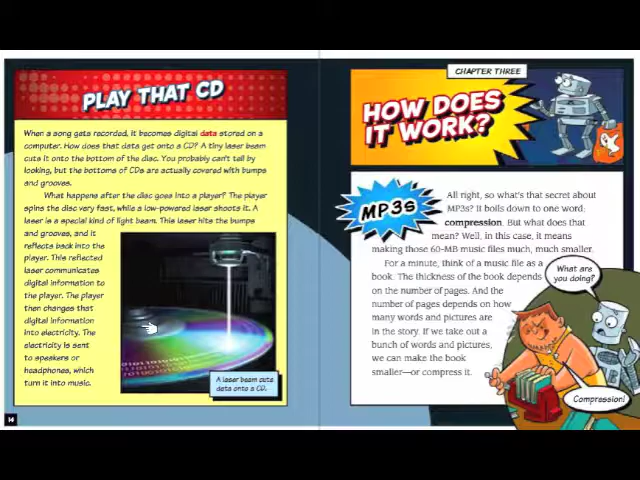 PLAY THAT CD
When a song gets recorded, it becomes digital data stored on a
computer. How does that data get onto a CD? A tiny laser beam
cuts it onto the bottom of the disc. You probably can't tell by
looking, but the bottoms of CDs are actually covered with bumps
and grooves.
What happens after the disc goes into a player? The player
spins the disc very fast, while a low-powered laser shoots it. A
laser is a special kind of light beam. This laser hits the bumps
and grooves, and it
reflects back into the
player. This reflected
laser communicates
digital information to
the player. The player
then changes that
digital information
into electricity. The
electricity is sent
to speakers or
headphones, which
turn it into music.
A laser beam cuts
data onto a CD.
14
CHAPTER THREE
HOW DOES
IT WORK?
MP3s
All right, so what's that secret about
MP3s? It boils down to one word:
compression. But what does that
mean? Well, in this case, it means
making those 60-MB music files much, much smaller.
For a minute, think of a music file as a
book. The thickness of the book depends
on the number of pages. And the
number of pages depends on how
many words and pictures are
in the story. If we take out a
bunch of words and pictures,
we can make the book
smaller—or compress it.
What are
you doing?
Compression!